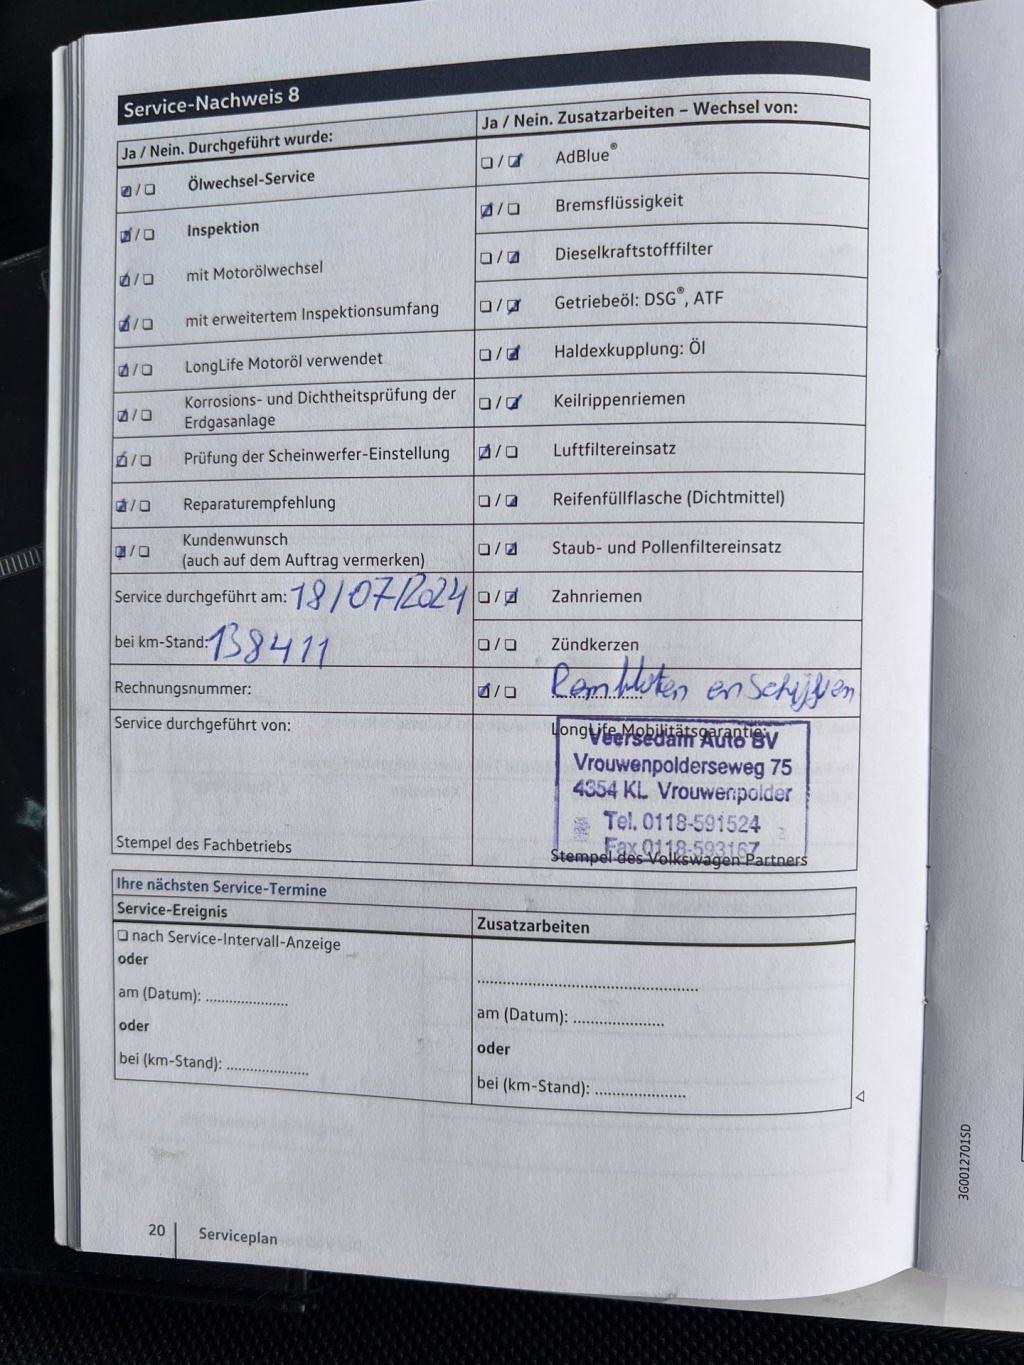 Service-Nachweis 8
Ja / Nein. Durchgeführt wurde:
Ölwechsel-Service
Inspektion
mit Motorölwechsel
mit erweitertem Inspektionsumfang
LongLife Motoröl verwendet
Korrosions- und Dichtheitsprüfung der
Erdgasanlage
Prüfung der Scheinwerfer-Einstellung
Reparaturempfehlung
Kundenwunsch
(auch auf dem Auftrag vermerken)
Service durchgeführt am: 18/07/2024
bei km-Stand: 138411
Rechnungsnummer:
Service durchgeführt von:
Stempel des Fachbetriebs
Ja / Nein. Zusatzarbeiten – Wechsel von:
AdBlue®
Bremsflüssigkeit
Dieselkraftstofffilter
Getriebeöl: DSG®, ATF
Haldexkupplung: Öl
Keilrippenriemen
Luftfiltereinsatz
Reifenfüllflasche (Dichtmittel)
Staub- und Pollenfiltereinsatz
Zahnriemen
Zündkerzen
en Schijven
LongLife Mobilitätsgarantie:
Veersedam Auto BV
Vrouwenpolderseweg 75
4354 KL Vrouwenpolder
Tel. 0118-591524
Fax 0118-593167
Stempel des Volkswagen Partners
Ihre nächsten Service-Termine
Service-Ereignis
nach Service-Intervall-Anzeige
oder
am (Datum): ....................
oder
bei (km-Stand): ....................
Zusatzarbeiten
am (Datum): ....................
oder
bei (km-Stand): ....................
20 Serviceplan
3G0012701SD